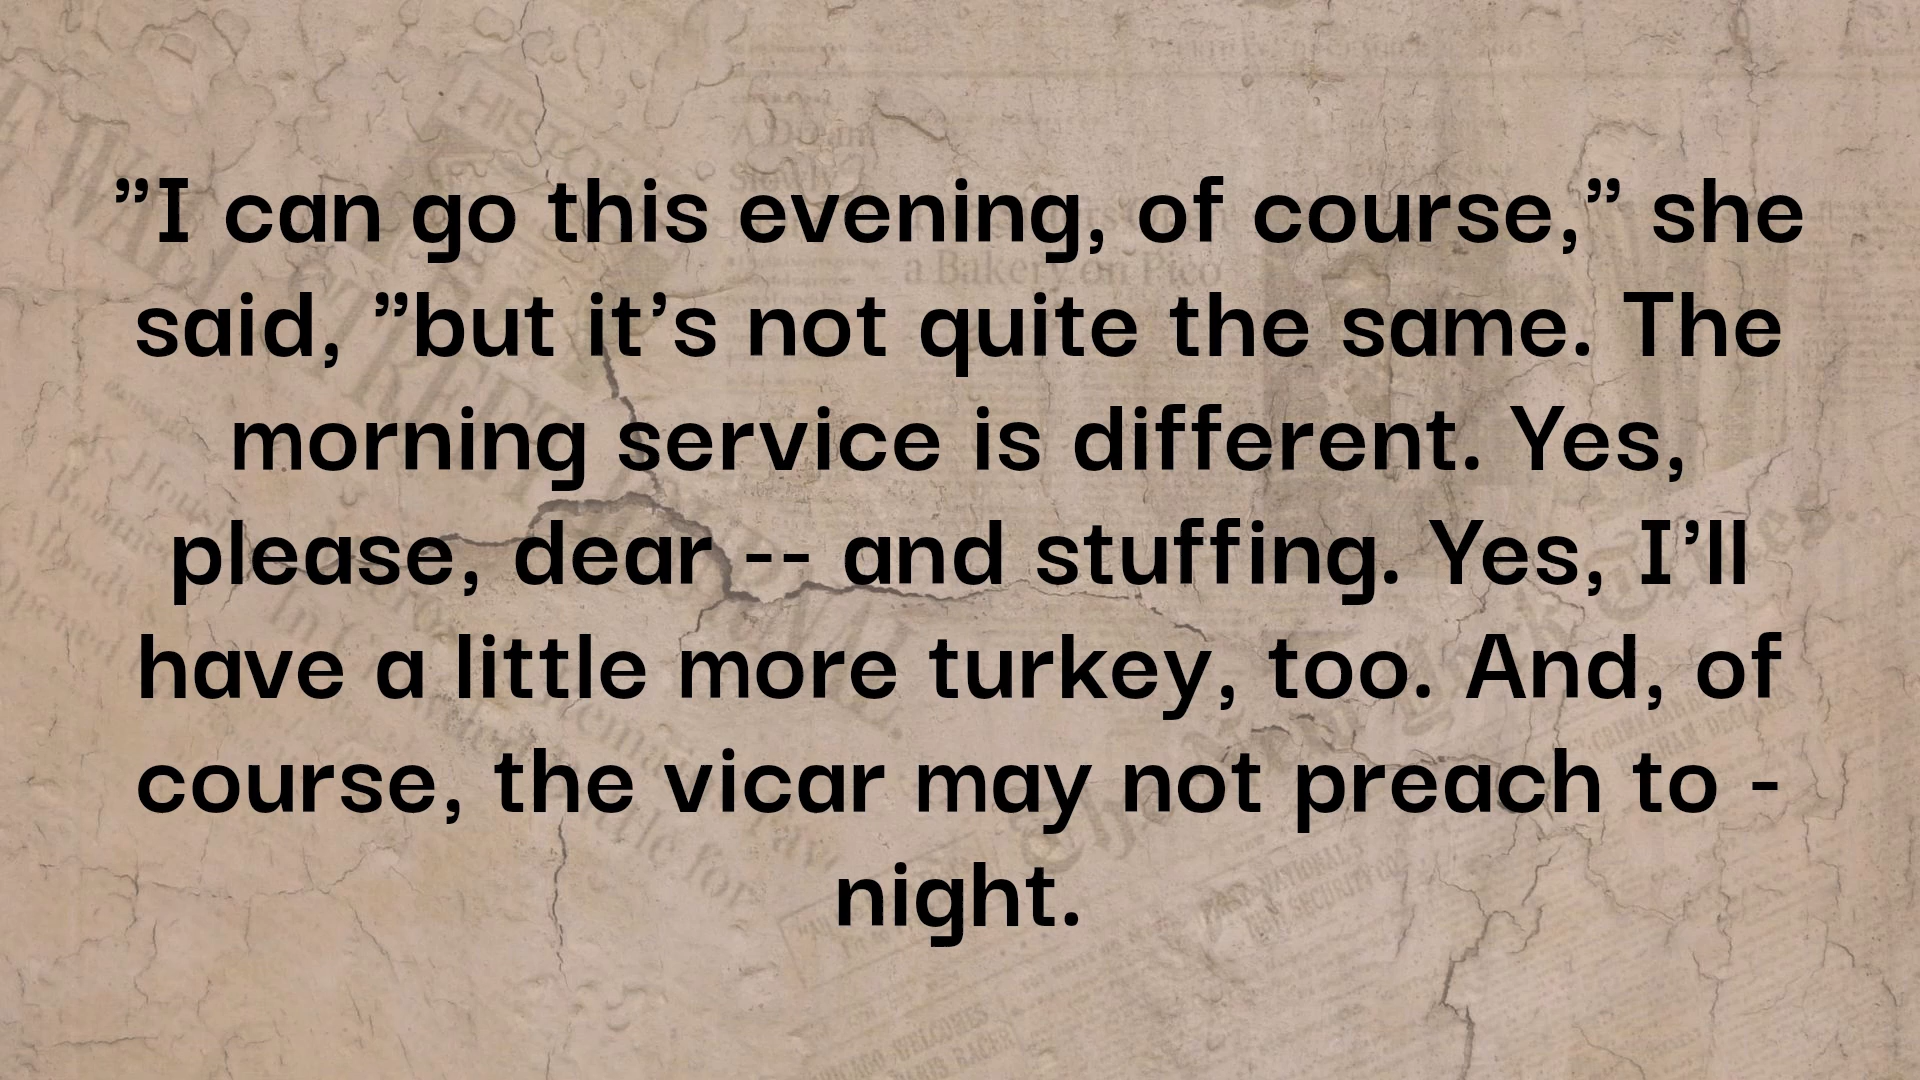 ”I can go this evening, of course,” she
said, ”but it’s not quite the same. The
morning service is different. Yes,
please, dear -- and stuffing. Yes, I’ll
have a little more turkey, too. And, of
course, the vicar may not preach to -
night.